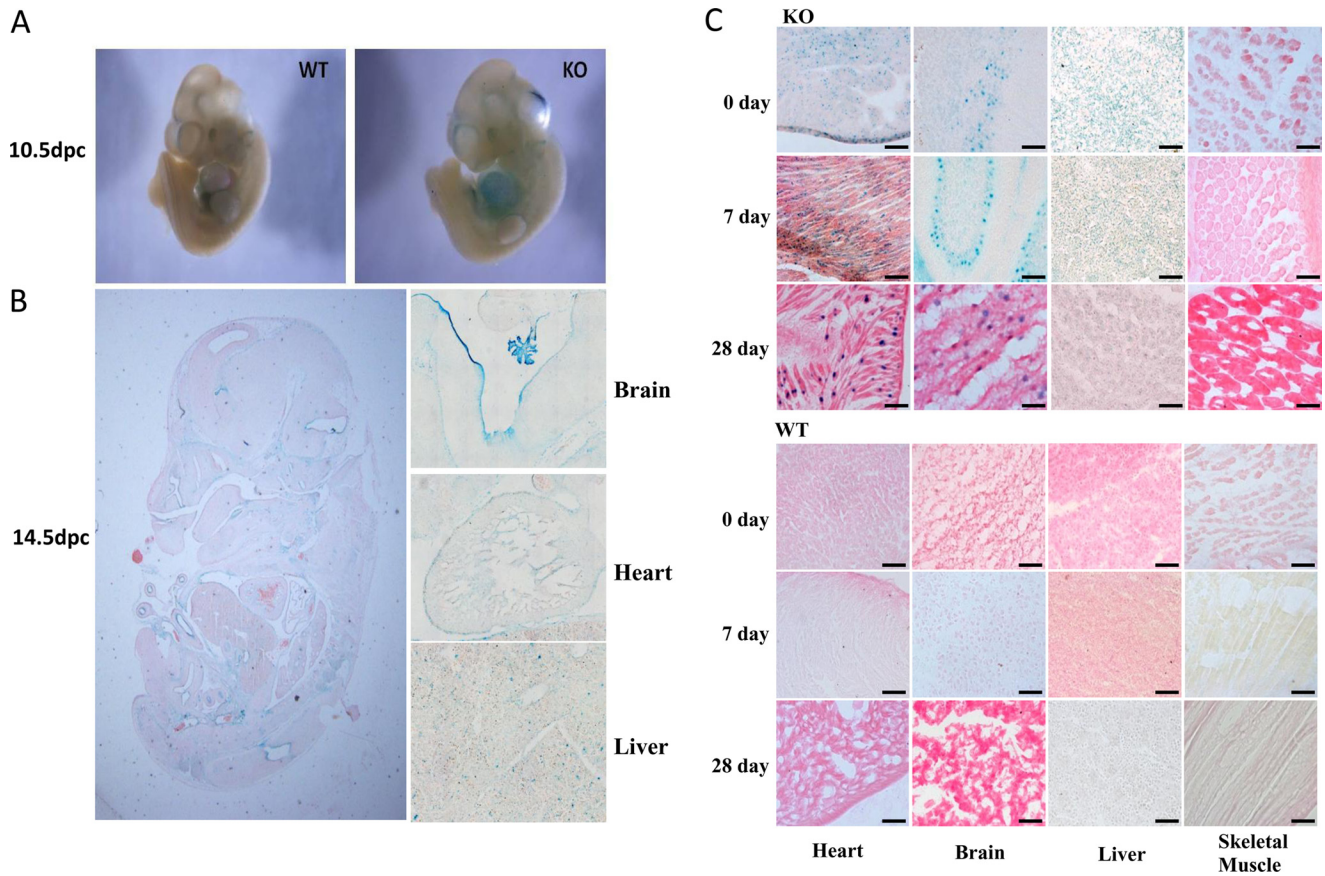 A
WT
KO
10.5dpc
B
14.5dpc
Brain
Heart
Liver
C
KO
0 day
7 day
28 day
WT
0 day
7 day
28 day
Heart
Brain
Liver
Skeletal
Muscle